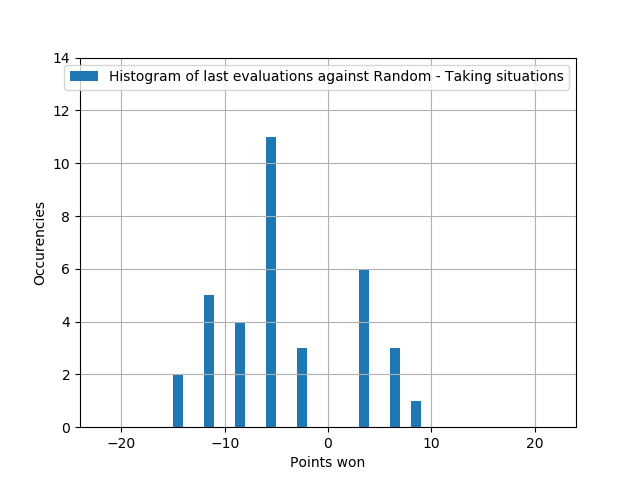 Histogram of last evaluations against Random - Taking situations
14
12
10
8
6
4
2
0
Occurencies
−20 −10 0 10 20
Points won